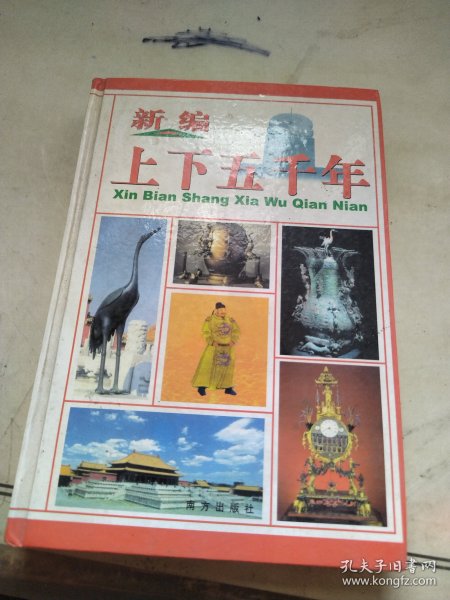 新编
上下五千年
Xin Bian Shang Xia Wu Qian Nian
南方出版社
孔夫子旧书网
www.kongfz.com